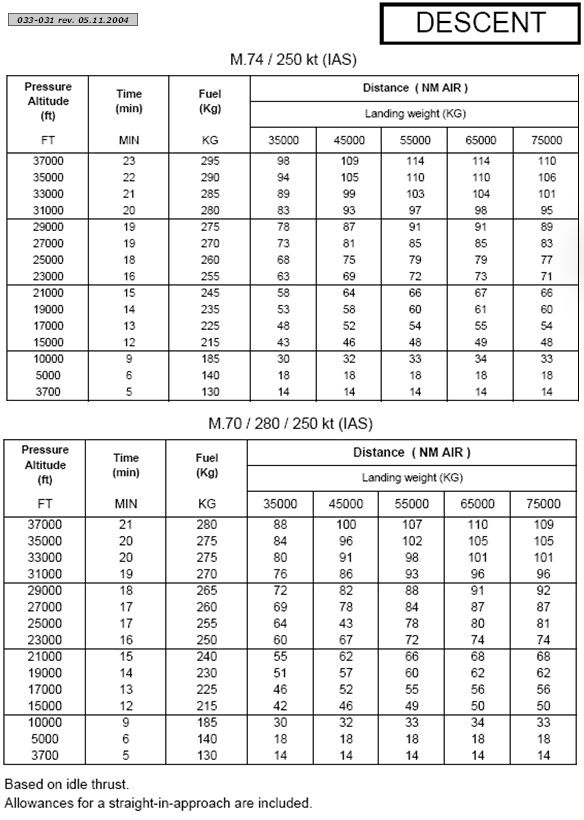 033-031 rev. 05.11.2004
DESCENT
M.74 / 250 kt (IAS)
Pressure Altitude (ft) Time (min) Fuel (Kg) Distance ( NM AIR )
Landing weight (KG)
FT MIN KG 35000 45000 55000 65000 75000
37000 23 295 98 109 114 114 110
35000 22 290 94 105 110 110 106
33000 21 285 89 99 103 104 101
31000 20 280 83 93 97 98 95
29000 19 275 78 87 91 91 89
27000 19 270 73 81 85 85 83
25000 18 260 68 75 79 79 77
23000 16 255 63 69 72 73 71
21000 15 245 58 64 66 67 66
19000 14 235 53 58 60 61 60
17000 13 225 48 52 54 55 54
15000 12 215 43 46 48 49 48
10000 9 185 30 32 33 34 33
5000 6 140 18 18 18 18 18
3700 5 130 14 14 14 14 14
M.70 / 280 / 250 kt (IAS)
Pressure Altitude (ft) Time (min) Fuel (Kg) Distance ( NM AIR )
Landing weight (KG)
FT MIN KG 35000 45000 55000 65000 75000
37000 21 280 88 100 107 110 109
35000 20 275 84 96 102 105 105
33000 20 275 80 91 98 101 101
31000 19 270 76 86 93 96 96
29000 18 265 72 82 88 91 92
27000 17 260 69 78 84 87 87
25000 17 255 64 43 78 80 81
23000 16 250 60 67 72 74 74
21000 15 240 55 62 66 68 68
19000 14 230 51 57 60 62 62
17000 13 225 46 52 55 56 56
15000 12 215 42 46 49 50 50
10000 9 185 30 32 33 34 33
5000 6 140 18 18 18 18 18
3700 5 130 14 14 14 14 14
Based on idle thrust.
Allowances for a straight-in-approach are included.